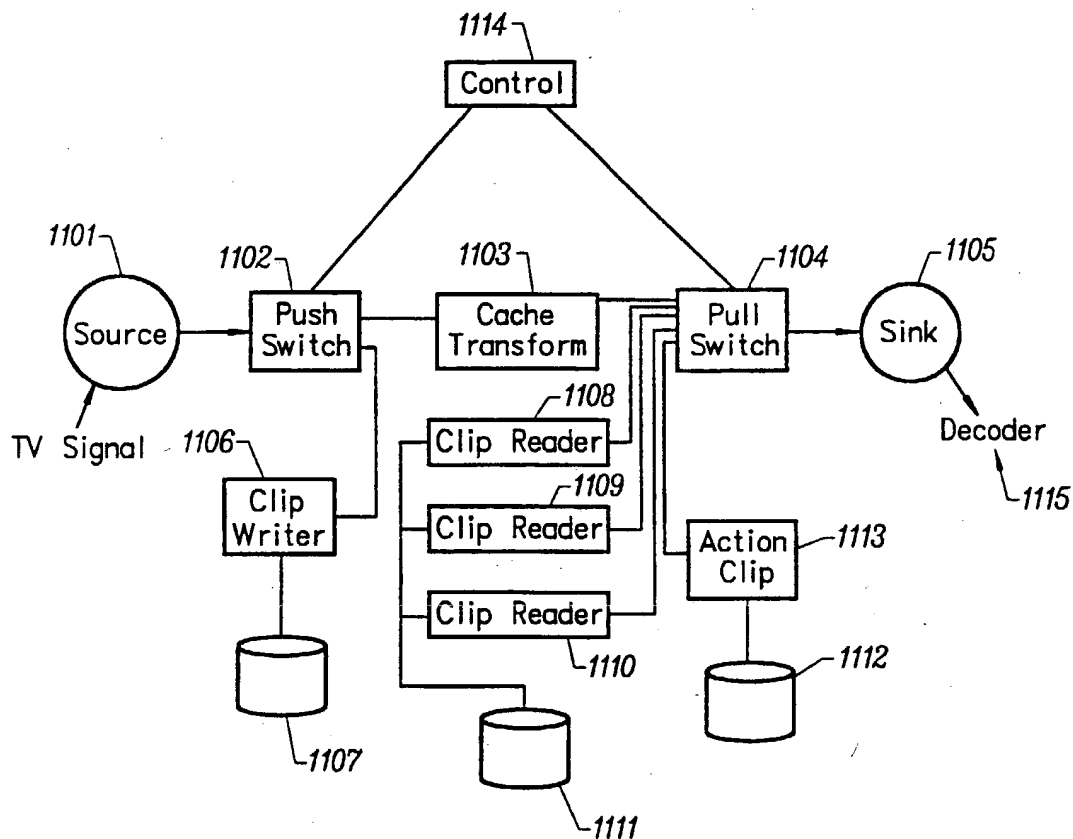 1114
Control
1101
1102
1103
1104
1105
Source
Push
Switch
Cache
Transform
Pull
Switch
Sink
TV Signal
1106
Clip
Writer
1108
Clip Reader
1109
Clip Reader
Clip Reader
1110
Decoder
1115
Action
Clip
1113
1107
1111
1112